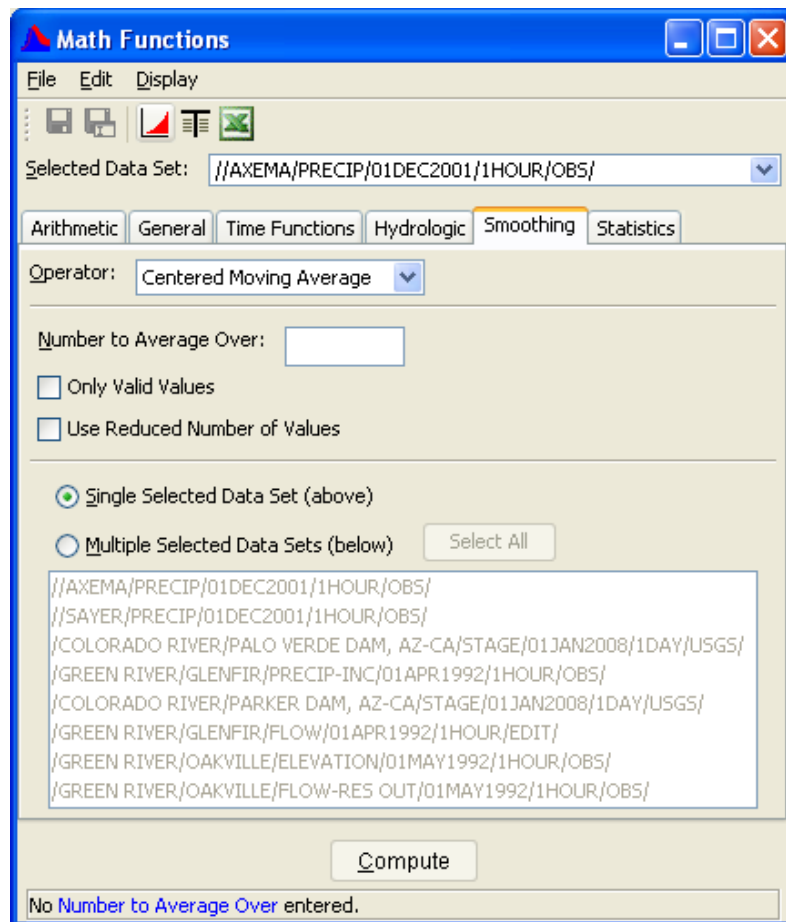 Math Functions
File Edit Display
Selected Data Set: //AXEMA/PRECIP/01DEC2001/1HOUR/OBS/
Arithmetic General Time Functions Hydrologic Smoothing Statistics
Operator: Centered Moving Average
Number to Average Over:
Only Valid Values
Use Reduced Number of Values
Single Selected Data Set (above)
Multiple Selected Data Sets (below) Select All
//AXEMA/PRECIP/01DEC2001/1HOUR/OBS/
//SAYER/PRECIP/01DEC2001/1HOUR/OBS/
/COLORADO RIVER/PALO VERDE DAM, AZ-CA/STAGE/01JAN2008/1DAY/USGS/
/GREEN RIVER/GLENFIR/PRECIP-INC/01APR1992/1HOUR/OBS/
/COLORADO RIVER/PARKER DAM, AZ-CA/STAGE/01JAN2008/1DAY/USGS/
/GREEN RIVER/GLENFIR/FLOW/01APR1992/1HOUR/EDIT/
/GREEN RIVER/OAKVILLE/ELEVATION/01MAY1992/1HOUR/OBS/
/GREEN RIVER/OAKVILLE/FLOW-RES OUT/01MAY1992/1HOUR/OBS/
Compute
No Number to Average Over entered.